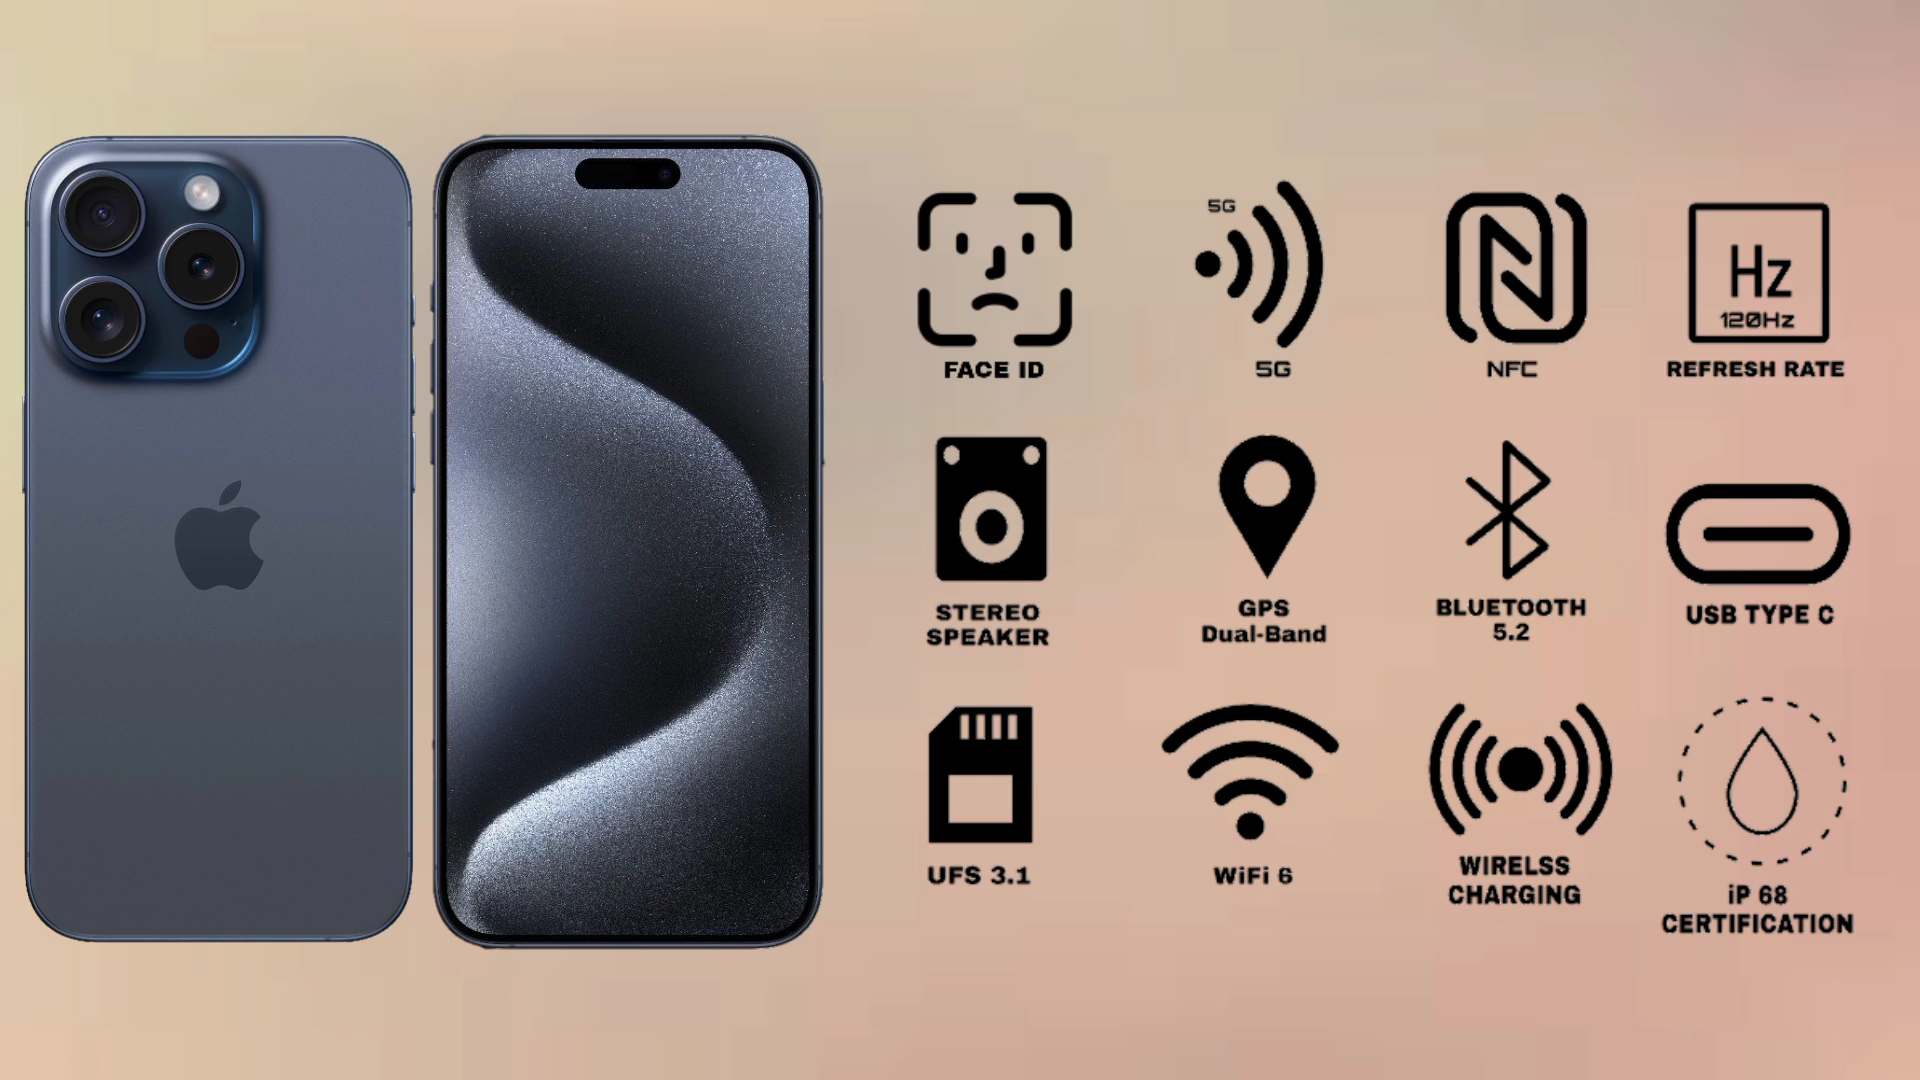 5G
Hz
120Hz
FACE ID
5G
NFC
REFRESH RATE
STEREO
SPEAKER
GPS
Dual-Band
BLUETOOTH
5.2
USB TYPE C
UFS 3.1
WiFi 6
WIRELSS
CHARGING
iP 68
CERTIFICATION